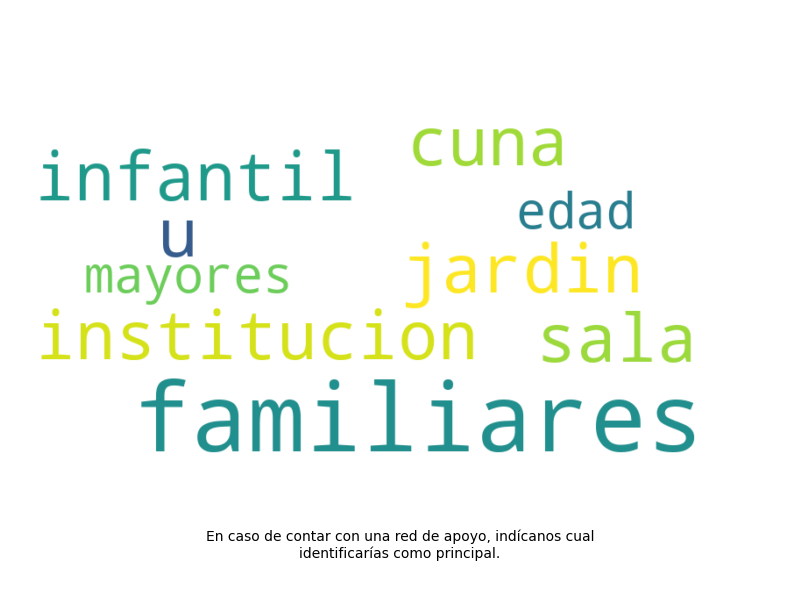 cuna
infantil
edad
u
mayores
jardin
institucion
sala
familiares
En caso de contar con una red de apoyo, indícanos cual
identificarías como principal.